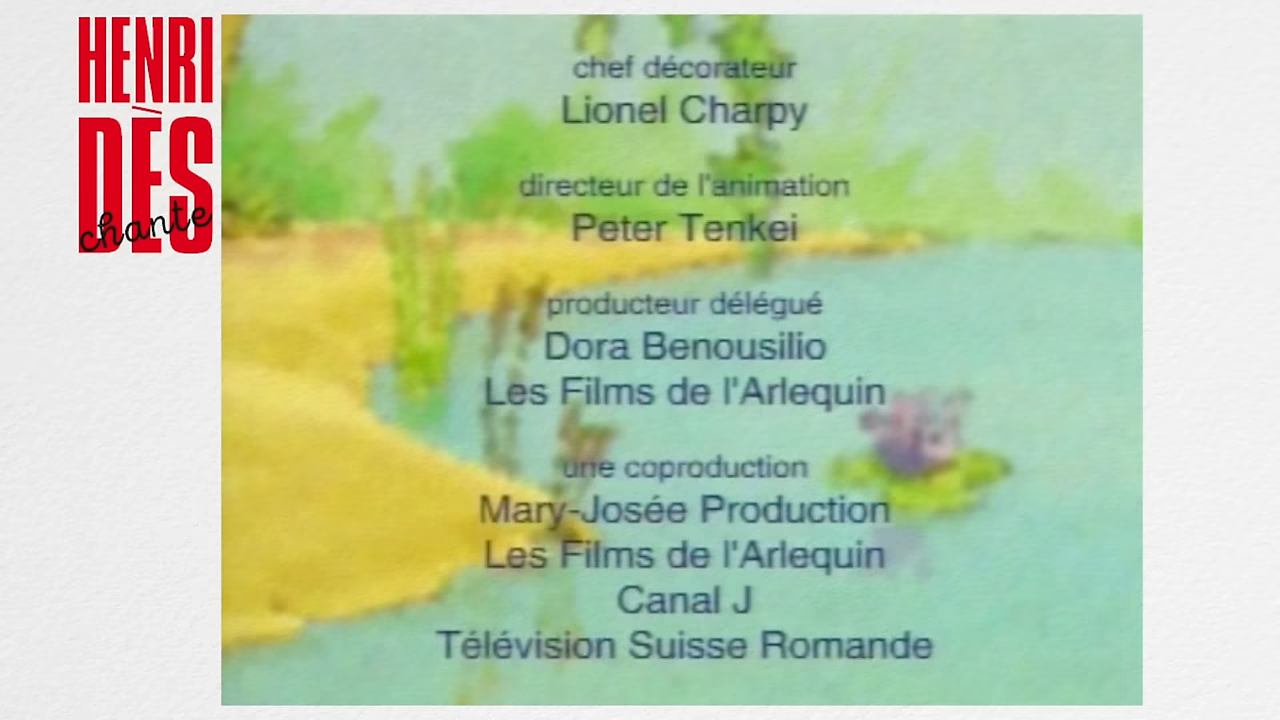 HENRI
DÈS
chante
chef décorateur
Lionel Charpy
directeur de l'animation
Peter Tenkei
producteur délégué
Dora Benousilio
Les Films de l'Arlequin
une coproduction
Mary-Josée Production
Les Films de l'Arlequin
Canal J
Télévision Suisse Romande